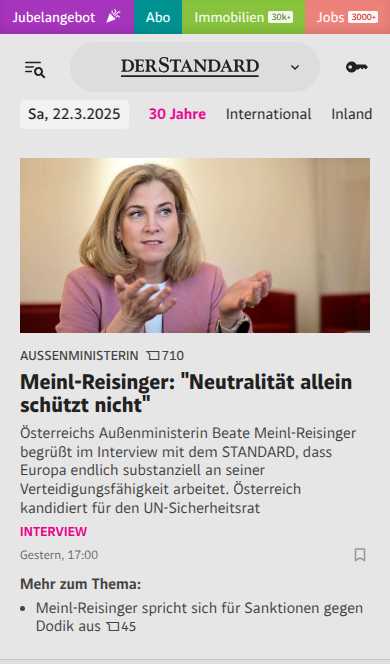 Jubelangebot
Abo
Immobilien 30k+
Jobs 3000+
DERSTANDARD
Sa, 22.3.2025
30 Jahre
International
Inland
AUSSENMINISTERIN 710
Meinl-Reisinger: "Neutralität allein
schützt nicht"
Österreichs Außenministerin Beate Meinl-Reisinger
begrüßt im Interview mit dem STANDARD, dass
Europa endlich substanziell an seiner
Verteidigungsfähigkeit arbeitet. Österreich
kandidiert für den UN-Sicherheitsrat
INTERVIEW
Gestern, 17:00
Mehr zum Thema:
• Meinl-Reisinger spricht sich für Sanktionen gegen
Dodik aus 45